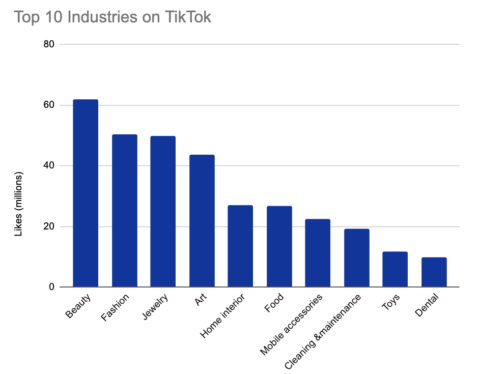 Top 10 Industries on TikTok
80
60
40
20
0
Likes (millions)
Beauty
Fashion
Jewelry
Art
Home interior
Food
Mobile accessories
Cleaning &maintenance
Toys
Dental